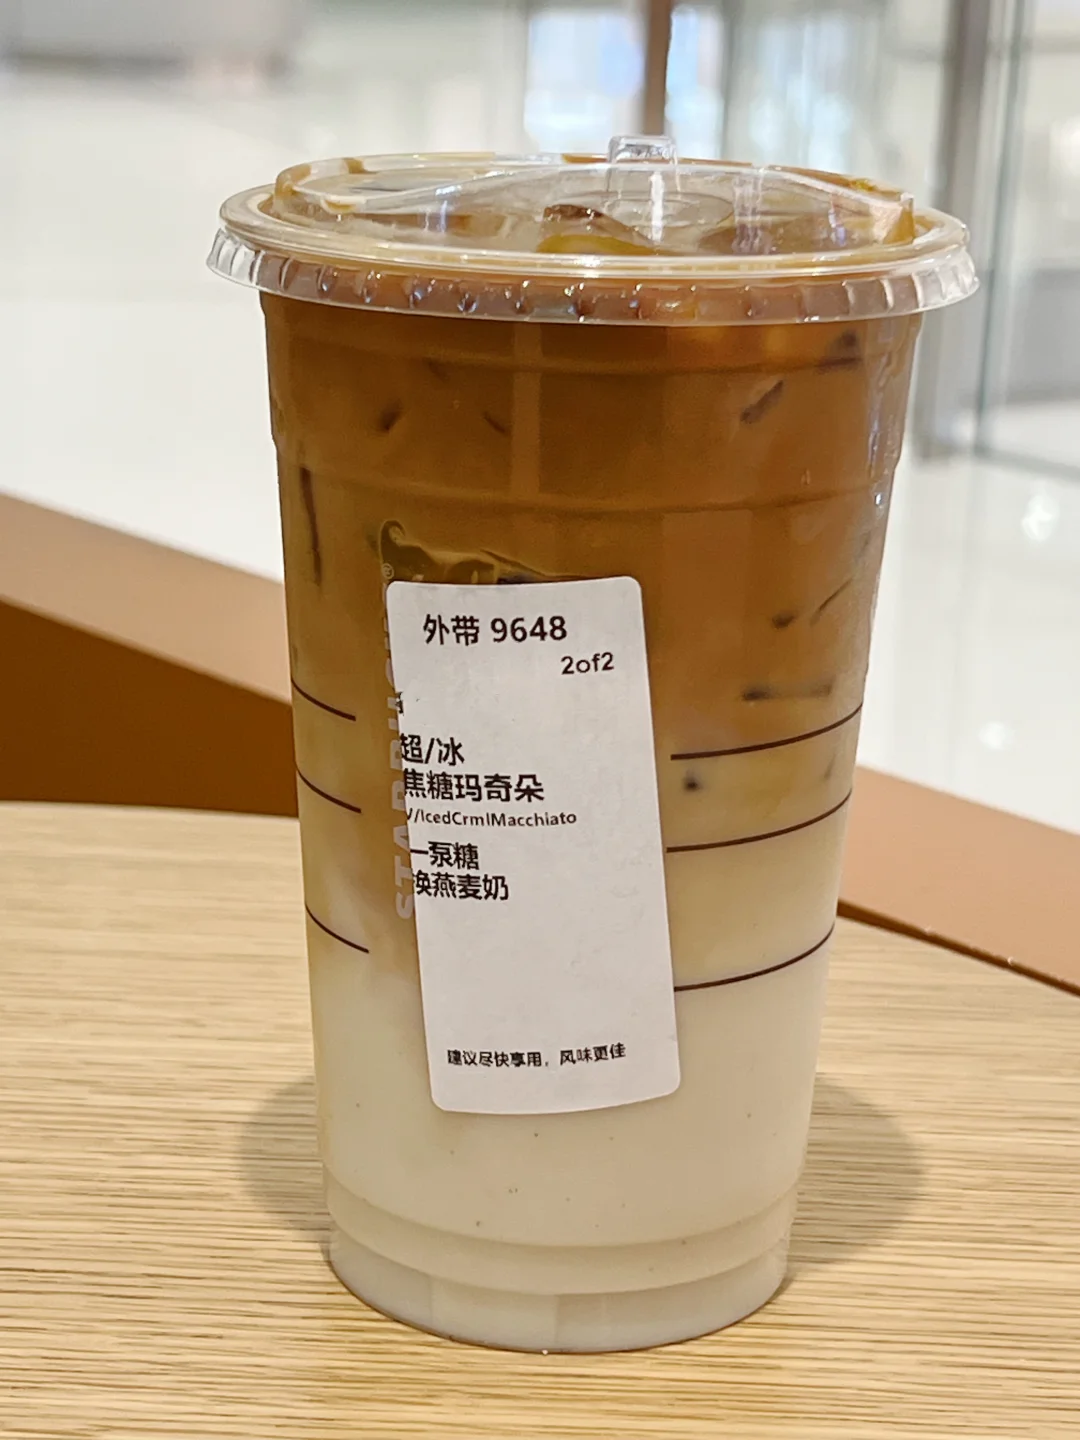 外带 9648
2of2
超/冰
焦糖玛奇朵
V/IcedCrmlMacchiato
一泵糖
换燕麦奶
建议尽快享用，风味更佳
STARBUCKS®